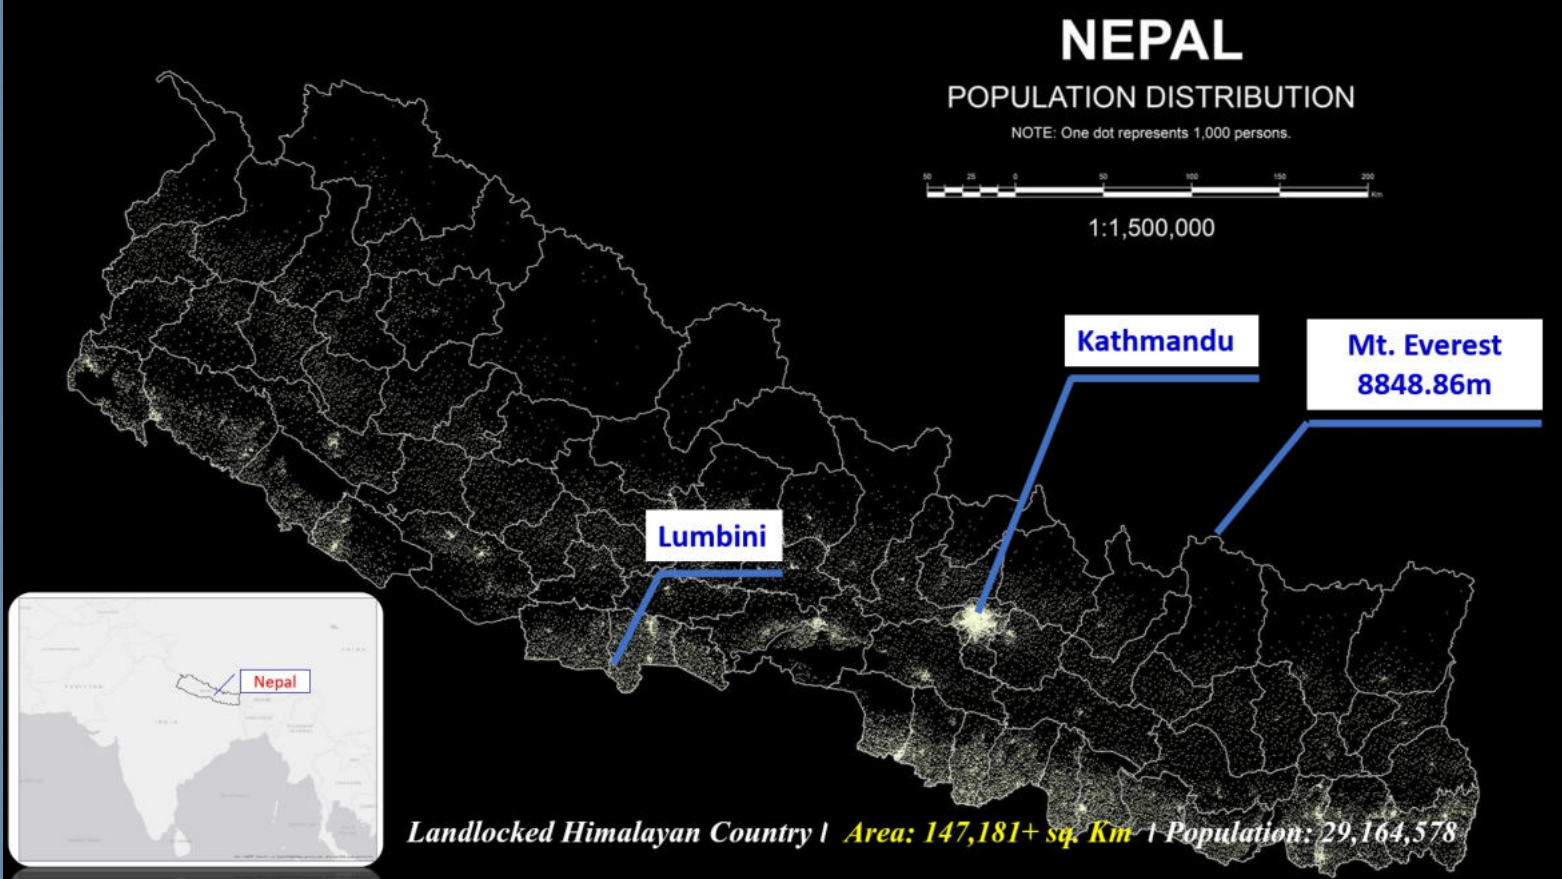 NEPAL
POPULATION DISTRIBUTION
NOTE: One dot represents 1,000 persons.
50 25 0 50 100 150 200
Km
1:1,500,000
Kathmandu
Mt. Everest
8848.86m
Lumbini
Nepal
INDIA
Landlocked Himalayan Country | Area: 147,181+ sq. Km | Population: 29,164,578